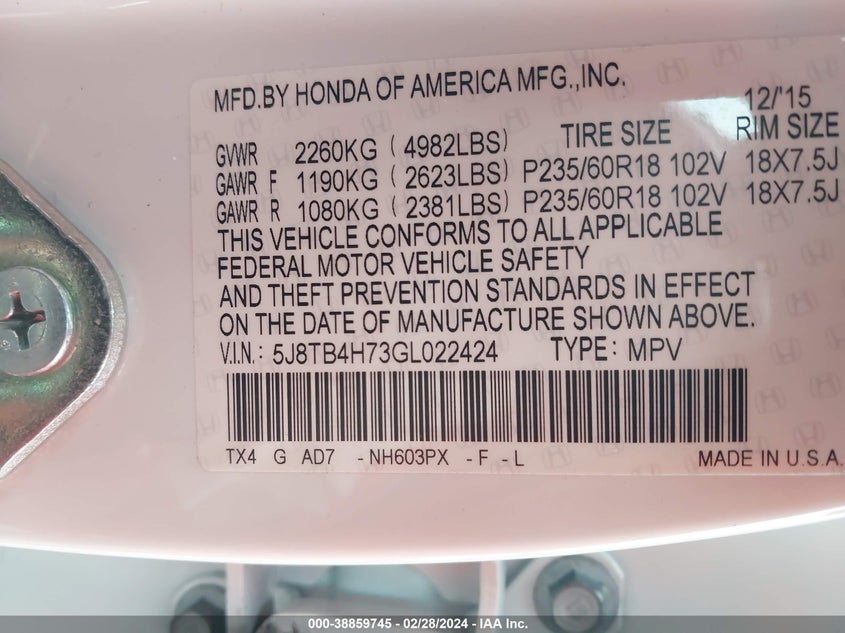 MFD.BY HONDA OF AMERICA MFG.,INC.
12/'15
GVWR 2260KG ( 4982LBS) TIRE SIZE RIM SIZE
GAWR F 1190KG ( 2623LBS) P235/60R18 102V 18X7.5J
GAWR R 1080KG ( 2381LBS) P235/60R18 102V 18X7.5J
THIS VEHICLE CONFORMS TO ALL APPLICABLE
FEDERAL MOTOR VEHICLE SAFETY
AND THEFT PREVENTION STANDARDS IN EFFECT
ON THE DATE OF MANUFACTURE SHOWN ABOVE.
V.I.N.: 5J8TB4H73GL022424 TYPE: MPV
TX4 G AD7 -NH603PX -F -L MADE IN U.S.A.
000-38859745 - 02/28/2024 - IAA Inc.